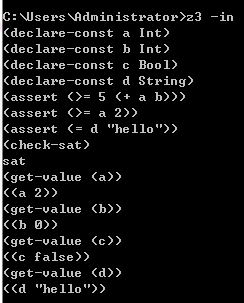 C:\Users\Administrator>z3 -in
(declare-const a Int)
(declare-const b Int)
(declare-const c Bool)
(declare-const d String)
(assert (>= 5 (+ a b)))
(assert (>= a 2))
(assert (= d "hello"))
(check-sat)
sat
(get-value (a))
((a 2))
(get-value (b))
((b 0))
(get-value (c))
((c false))
(get-value (d))
((d "hello"))